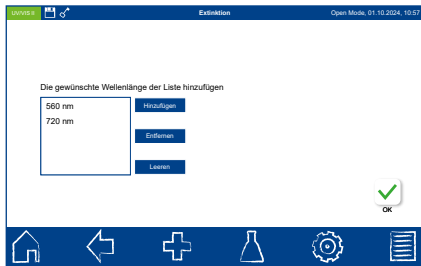 UV/VIS II Extinktion Open Mode, 01.10.2024, 10:57
Die gewünschte Wellenlänge der Liste hinzufügen
560 nm
Hinzufügen
720 nm
Entfernen
Leeren
OK